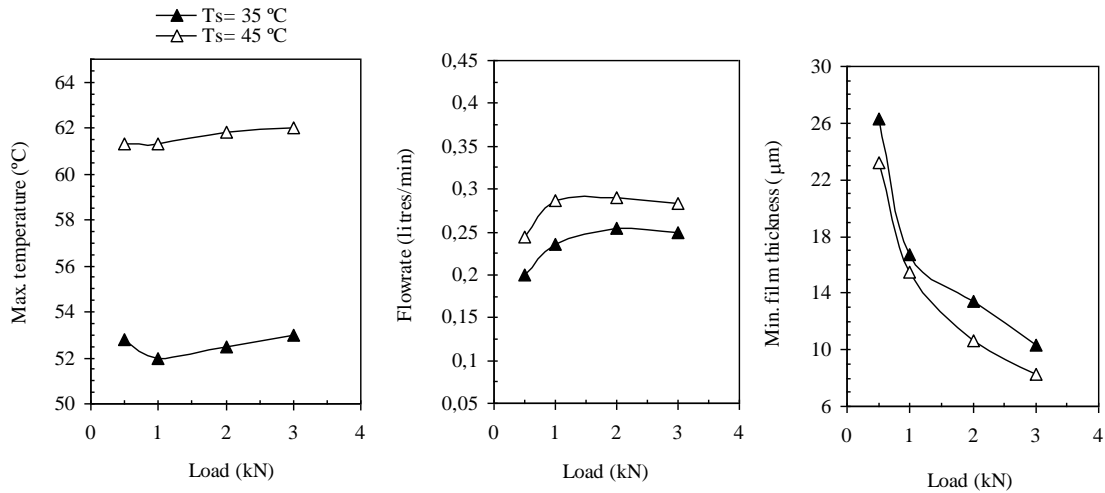 Ts= 35 ºC
Ts= 45 ºC
Max. temperature (ºC)
64
62
60
58
56
54
52
50
0 1 2 3 4
Load (kN)
Flowrate (litres/min)
0,45
0,4
0,35
0,3
0,25
0,2
0,15
0,1
0,05
0 1 2 3 4
Load (kN)
Min. film thickness (µm)
30
26
22
18
14
10
6
0 1 2 3 4
Load (kN)